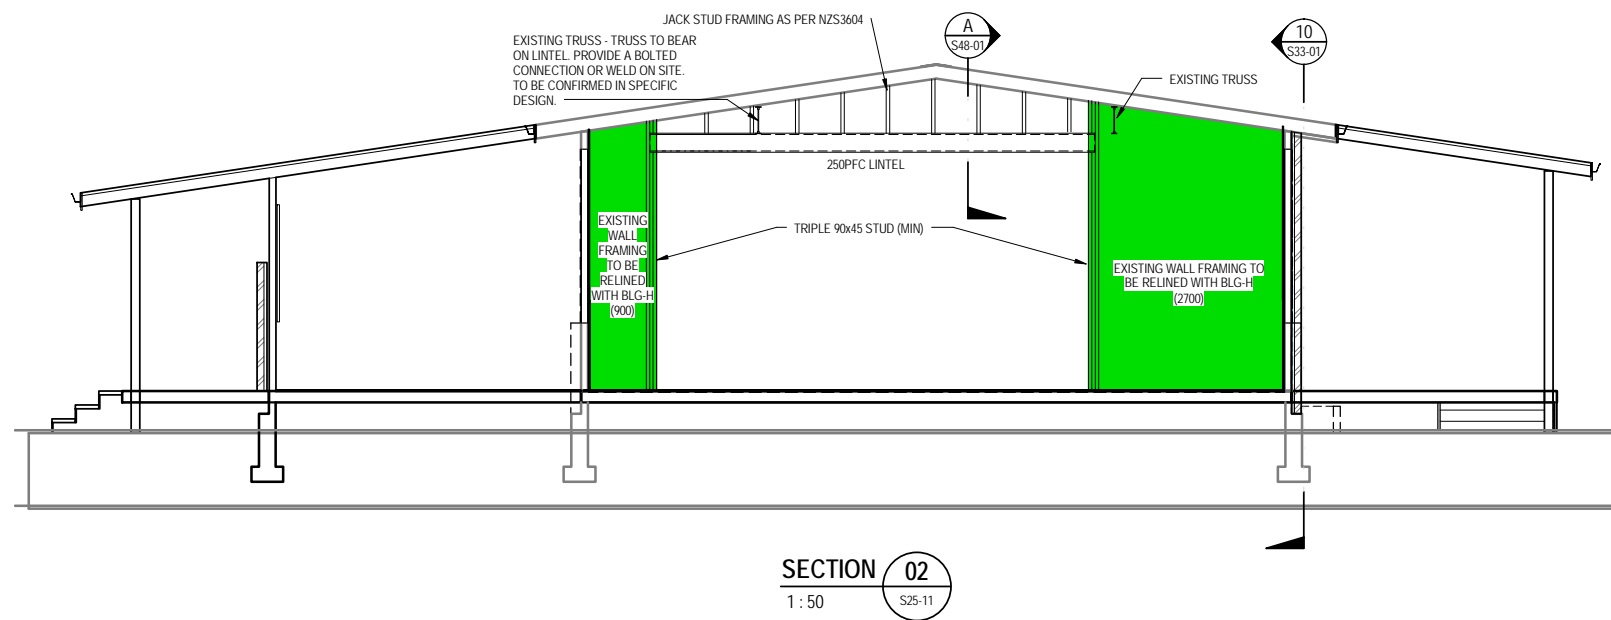 JACK STUD FRAMING AS PER NZS3604
A
S48-01
10
S33-01
EXISTING TRUSS - TRUSS TO BEAR
ON LINTEL. PROVIDE A BOLTED
CONNECTION OR WELD ON SITE.
TO BE CONFIRMED IN SPECIFIC
DESIGN.
EXISTING TRUSS
250PFC LINTEL
EXISTING
WALL
FRAMING
TO BE
RELINED
WITH BLG-H
(900)
TRIPLE 90x45 STUD (MIN)
EXISTING WALL FRAMING TO
BE RELINED WITH BLG-H
(2700)
SECTION
1 : 50
02
S25-11